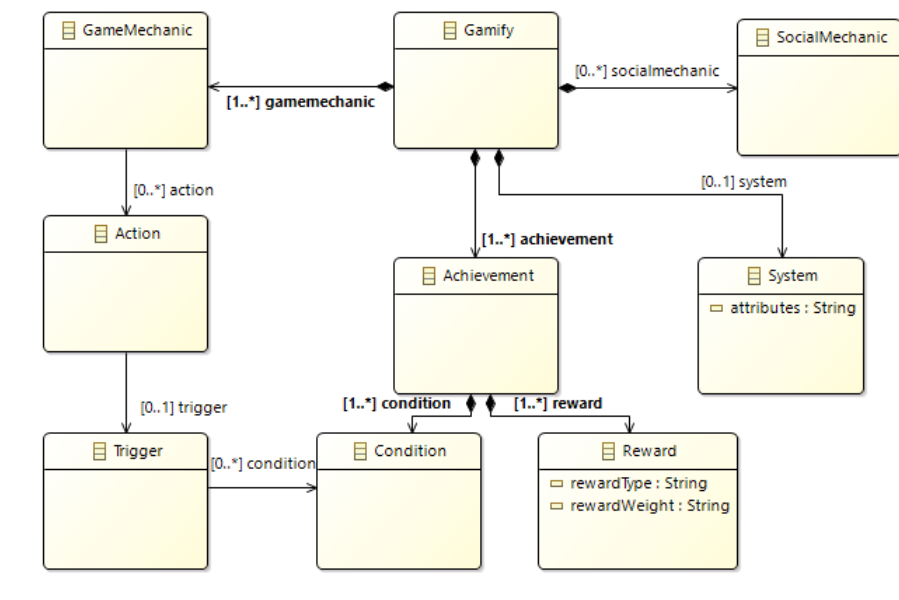 GameMechanic
Gamify
SocialMechanic
[0..*] socialmechanic
[1..*] gamemechanic
[0..*] action
[0..1] system
Action
[1..*] achievement
Achievement
System
attributes : String
[0..1] trigger
[1..*] condition
[1..*] reward
Trigger
[0..*] condition
Condition
Reward
rewardType : String
rewardWeight : String